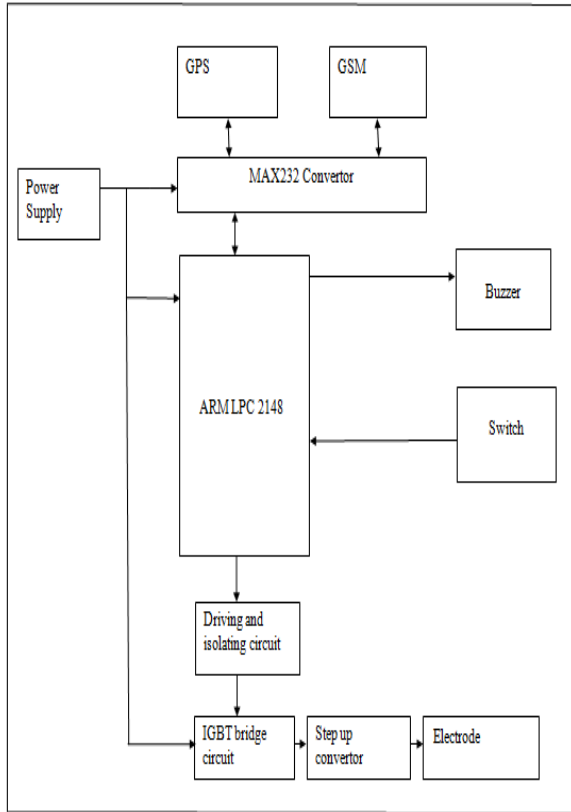 GPS
GSM
MAX232 Convertor
Power
Supply
Buzzer
ARM LPC 2148
Switch
Driving and
isolating circuit
IGBT bridge
circuit
Step up
convertor
Electrode